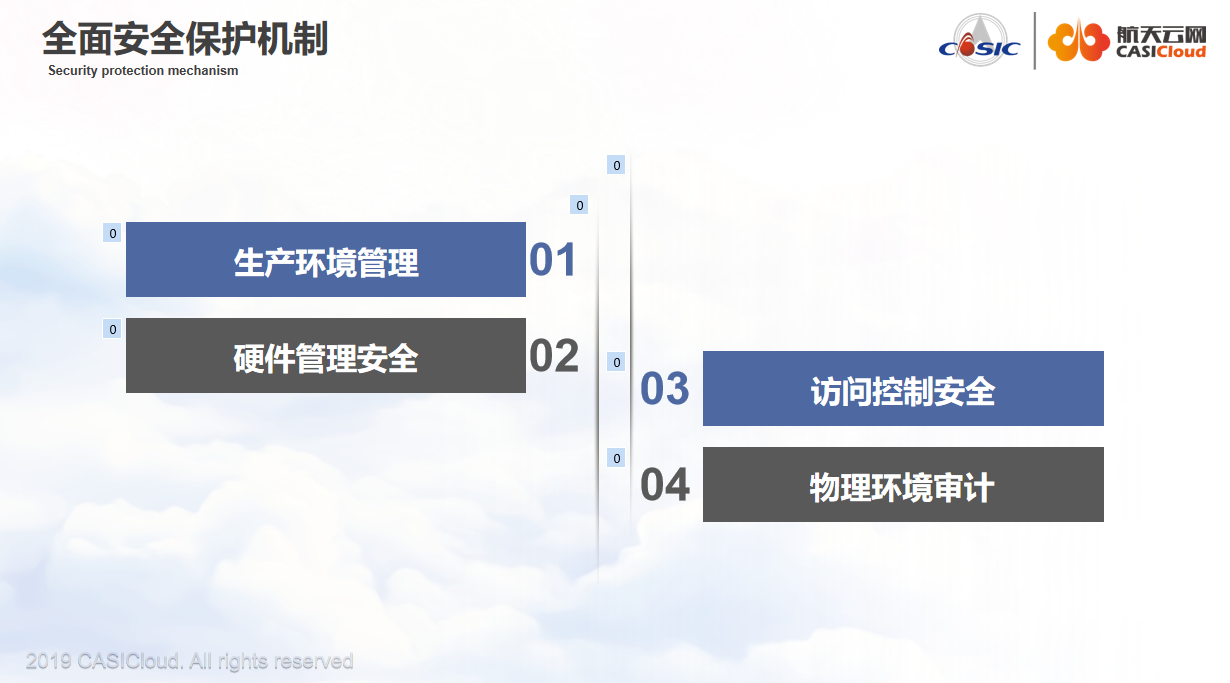 全面安全保护机制
Security protection mechanism
CASIC
航天云网
CASICloud
0
0
0
生产环境管理 01
0
硬件管理安全 02
0
03 访问控制安全
0
04 物理环境审计
2019 CASICloud. All rights reserved